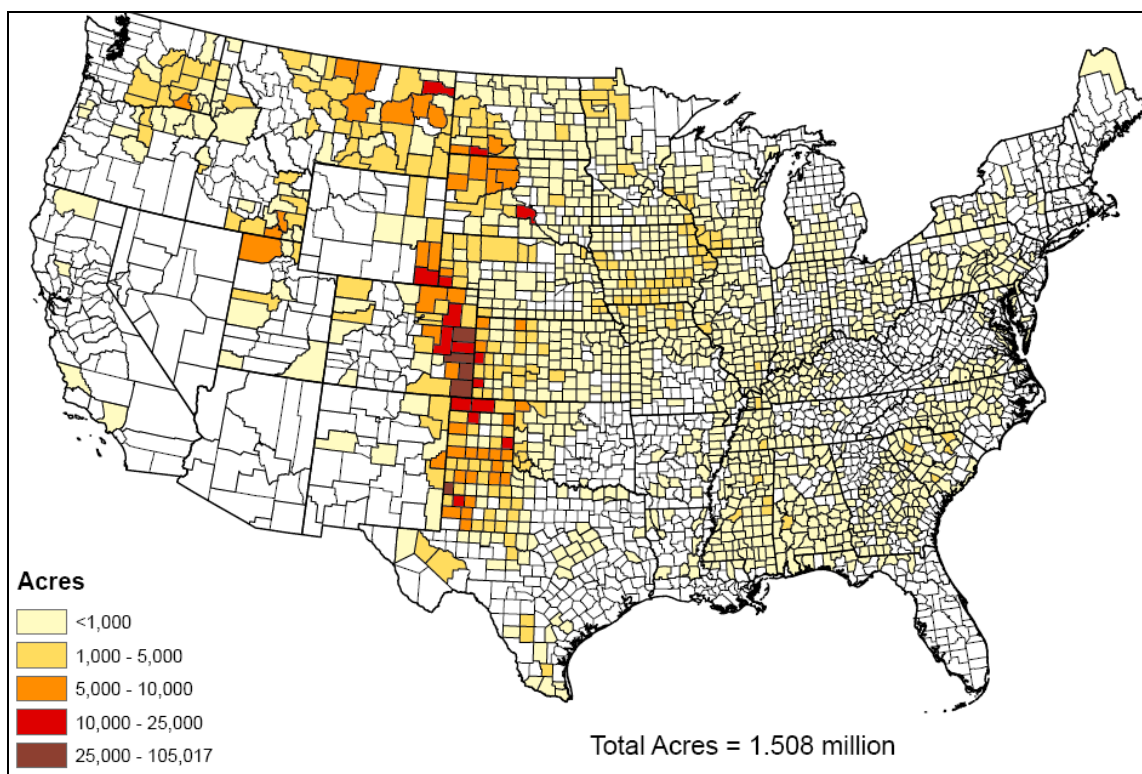 Acres
<1,000
1,000 - 5,000
5,000 - 10,000
10,000 - 25,000
25,000 - 105,017
Total Acres = 1.508 million